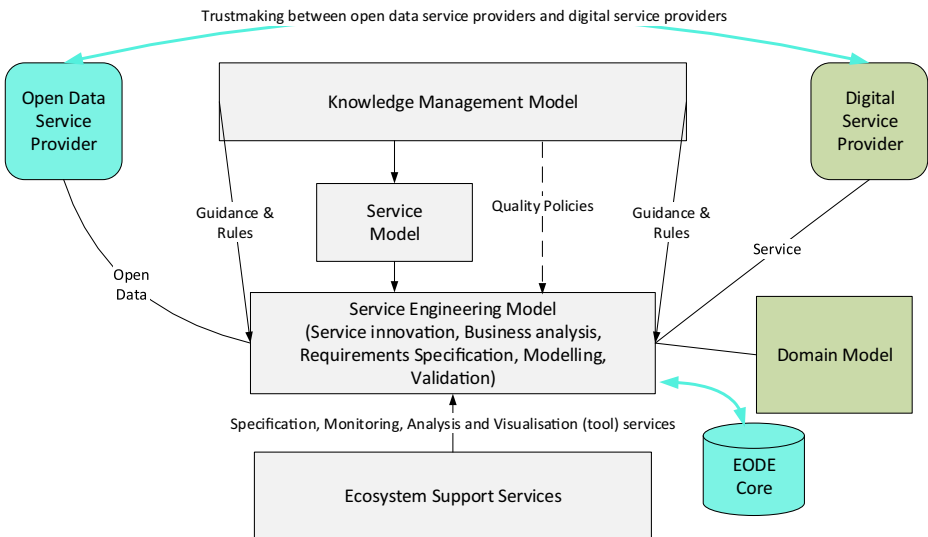 Trustmaking between open data service providers and digital service providers
Open Data
Service
Provider
Knowledge Management Model
Digital
Service
Provider
Guidance &
Rules
Service
Model
Quality Policies
Guidance &
Rules
Service
Open
Data
Service Engineering Model
(Service innovation, Business analysis,
Requirements Specification, Modelling,
Validation)
Domain Model
Specification, Monitoring, Analysis and Visualisation (tool) services
EODE
Core
Ecosystem Support Services